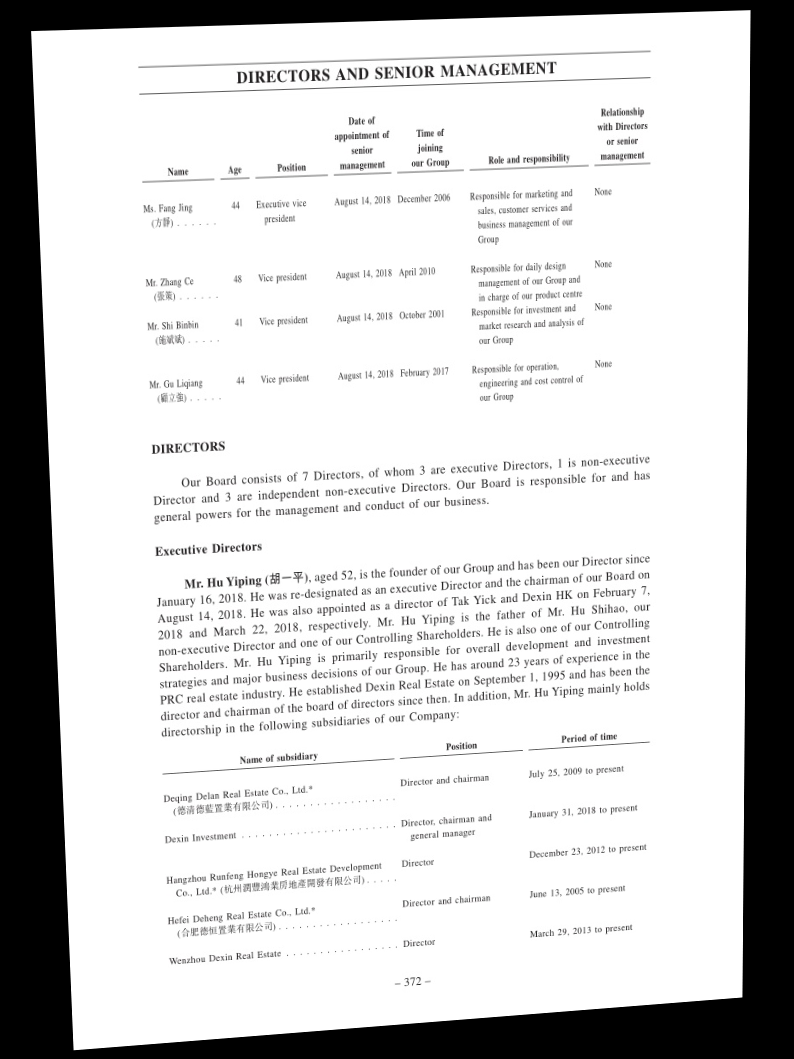 DIRECTORS AND SENIOR MANAGEMENT
Name Age Position Date of appointment of senior management Time of joining our Group Role and responsibility Relationship with Directors or senior management
Ms. Fang Jing 44 Executive vice August 14, 2018 December 2006 Responsible for marketing and None
(方靜) . . . . . . president sales, customer services and
business management of our
Group
Mr. Zhang Ce 48 Vice president August 14, 2018 April 2010 Responsible for daily design None
(張策) . . . . . . management of our Group and
in charge of our product centre
Mr. Shi Binbin 41 Vice president August 14, 2018 October 2001 Responsible for investment and None
(施斌斌) . . . . . market research and analysis of
our Group
Mr. Gu Liqiang 44 Vice president August 14, 2018 February 2017 Responsible for operation, None
(顧立強) . . . . . engineering and cost control of
our Group
DIRECTORS
Our Board consists of 7 Directors, of whom 3 are executive Directors, 1 is non-executive
Director and 3 are independent non-executive Directors. Our Board is responsible for and has
general powers for the management and conduct of our business.
Executive Directors
Mr. Hu Yiping (胡一平), aged 52, is the founder of our Group and has been our Director since
January 16, 2018. He was re-designated as an executive Director and the chairman of our Board on
August 14, 2018. He was also appointed as a director of Tak Yick and Dexin HK on February 7,
2018 and March 22, 2018, respectively. Mr. Hu Yiping is the father of Mr. Hu Shihao, our
non-executive Director and one of our Controlling Shareholders. He is also one of our Controlling
Shareholders. Mr. Hu Yiping is primarily responsible for overall development and investment
strategies and major business decisions of our Group. He has around 23 years of experience in the
PRC real estate industry. He established Dexin Real Estate on September 1, 1995 and has been the
director and chairman of the board of directors since then. In addition, Mr. Hu Yiping mainly holds
directorship in the following subsidiaries of our Company:
Name of subsidiary Position Period of time
Deqing Delan Real Estate Co., Ltd.* Director and chairman July 25, 2009 to present
(德清德藍置業有限公司) . . . . . . . . . . . . . . . . . .
Dexin Investment . . . . . . . . . . . . . . . . . . . . . . . Director, chairman and January 31, 2018 to present
general manager
Hangzhou Runfeng Hongye Real Estate Development Director December 23, 2012 to present
Co., Ltd.* (杭州潤豐鴻業房地產開發有限公司) . . . . .
Hefei Deheng Real Estate Co., Ltd.* Director and chairman June 13, 2005 to present
(合肥德恒置業有限公司) . . . . . . . . . . . . . . . . . .
Wenzhou Dexin Real Estate . . . . . . . . . . . . . . . . . Director March 29, 2013 to present
– 372 –